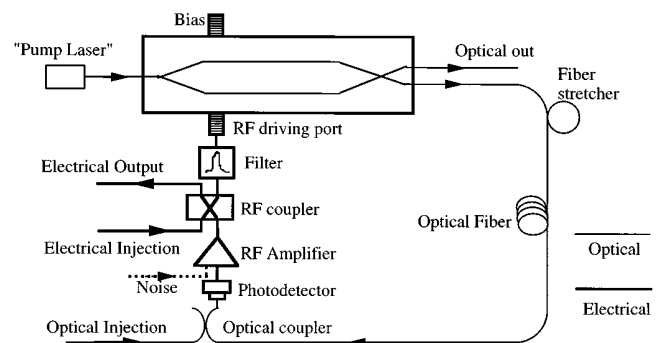 Bias
"Pump Laser"
Optical out
Fiber
stretcher
RF driving port
Filter
Electrical Output
RF coupler
Optical Fiber
Optical
Electrical Injection
RF Amplifier
Noise
Photodetector
Electrical
Optical Injection
Optical coupler